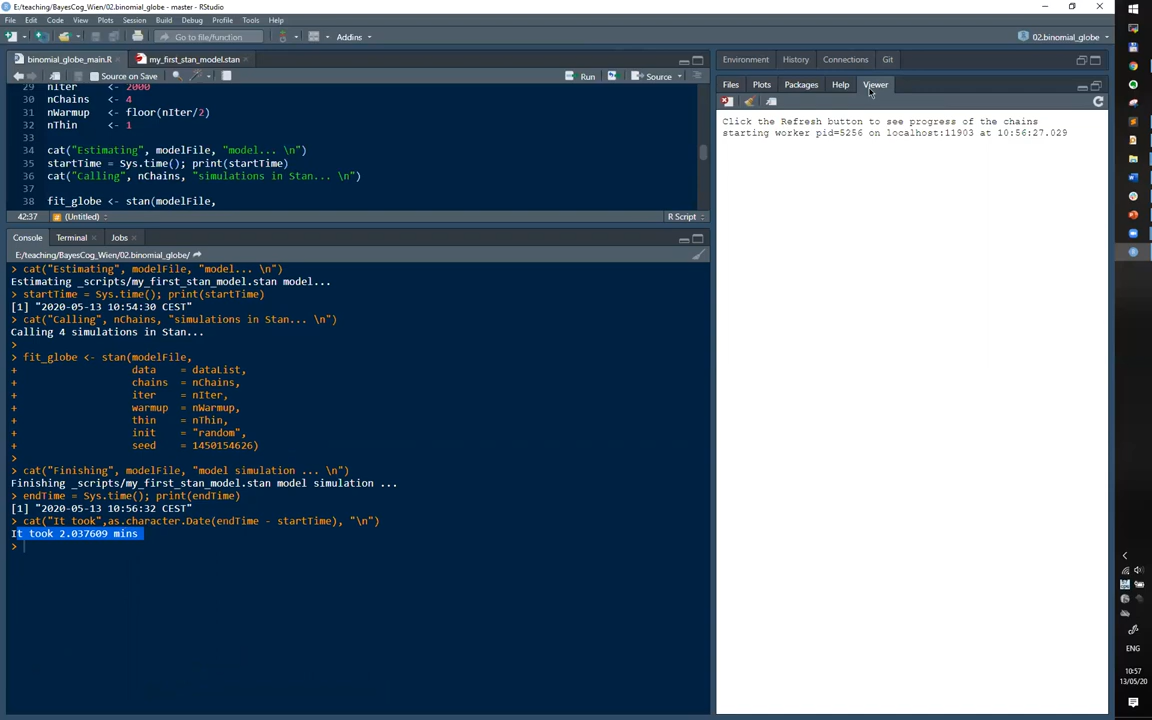 E:/teaching/BayesCog_Wien/02.binomial_globe - master - RStudio
File Edit Code View Plots Session Build Debug Profile Tools Help
Go to file/function Addins 02.binomial_globe
binomial_globe_main.R my_first_stan_model.stan
Source on Save Run Source
29 nIter <- 2000
30 nChains <- 4
31 nWarmup <- floor(nIter/2)
32 nThin <- 1
33
34 cat("Estimating", modelFile, "model... \n")
35 startTime = Sys.time(); print(startTime)
36 cat("Calling", nChains, "simulations in Stan... \n")
37
38 fit_globe <- stan(modelFile,
42:37 (Untitled) R Script
Console Terminal Jobs
E:/teaching/BayesCog_Wien/02.binomial_globe/
> cat("Estimating", modelFile, "model... \n")
Estimating _scripts/my_first_stan_model.stan model...
> startTime = Sys.time(); print(startTime)
[1] "2020-05-13 10:54:30 CEST"
> cat("Calling", nChains, "simulations in Stan... \n")
Calling 4 simulations in Stan...
>
> fit_globe <- stan(modelFile,
+ data = dataList,
+ chains = nChains,
+ iter = nIter,
+ warmup = nWarmup,
+ thin = nThin,
+ init = "random",
+ seed = 1450154626)
>
> cat("Finishing", modelFile, "model simulation ... \n")
Finishing _scripts/my_first_stan_model.stan model simulation ...
> endTime = Sys.time(); print(endTime)
[1] "2020-05-13 10:56:32 CEST"
> cat("It took",as.character.Date(endTime - startTime), "\n")
It took 2.037609 mins
>
Environment History Connections Git
Files Plots Packages Help Viewer
Click the Refresh button to see progress of the chains
starting worker pid=5256 on localhost:11903 at 10:56:27.029
ENG
10:57
13/05/20